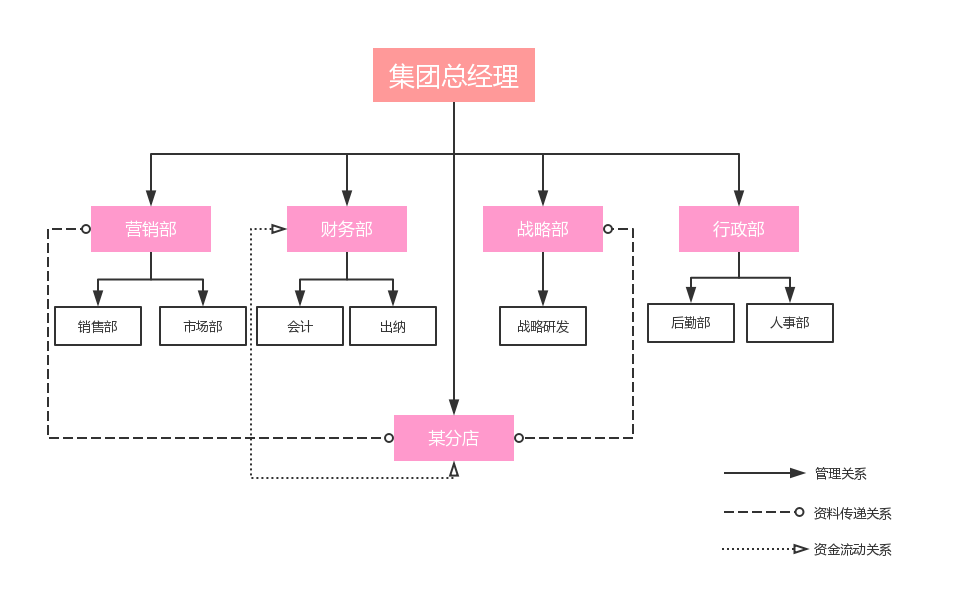 集团总经理
营销部
财务部
战略部
行政部
销售部
市场部
会计
出纳
战略研发
后勤部
人事部
某分店
管理关系
资料传递关系
资金流动关系